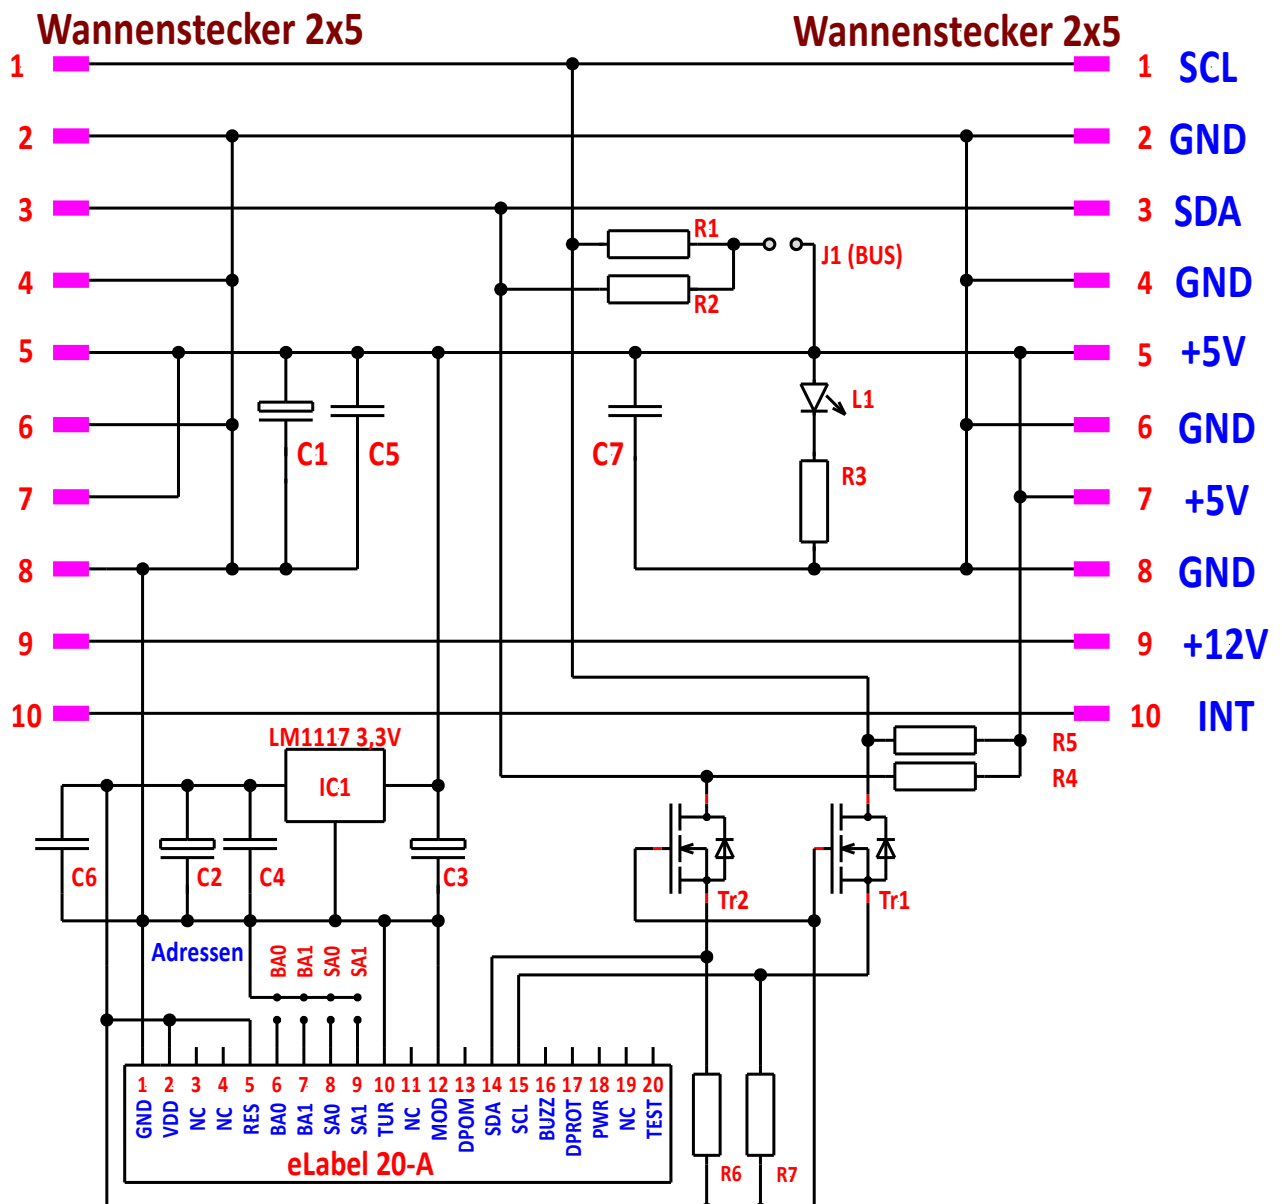 Wannenstecker 2x5 Wannenstecker 2x5
1 1 SCL
2 2 GND
3 3 SDA
R1
J1 (BUS)
4 4 GND
R2
5 5 +5V
L1
6 6 GND
C1 C5 C7
R3
7 7 +5V
8 8 GND
9 9 +12V
10 10 INT
LM1117 3,3V
R5
IC1
R4
C6 C2 C4 C3
Tr2 Tr1
Adressen
BA0 BA1 SA0 SA1
1 2 3 4 5 6 7 8 9 10 11 12 13 14 15 16 17 18 19 20
GND VDD NC NC RES BA0 BA1 SA0 SA1 TUR NC MOD DPOM SDA SCL BUZZ DPROT PWR NC TEST
eLabel 20-A
R6 R7